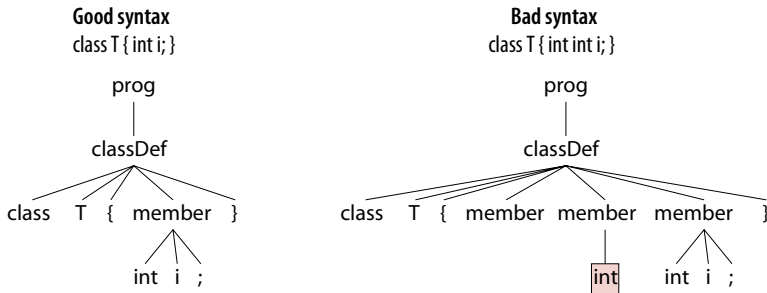 Good syntax
class T { int i; }
prog
classDef
class T { member }
int i ;
Bad syntax
class T { int int i; }
prog
classDef
class T { member member member }
int int i ;